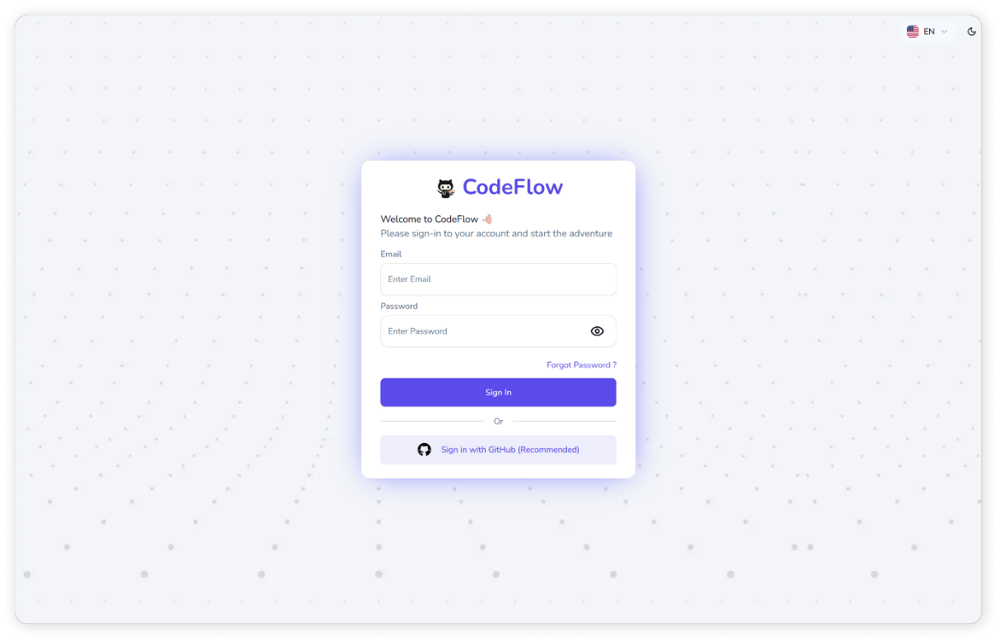 EN
CodeFlow
Welcome to CodeFlow
Please sign-in to your account and start the adventure
Email
Enter Email
Password
Enter Password
Forgot Password ?
Sign In
Or
Sign in with GitHub (Recommended)